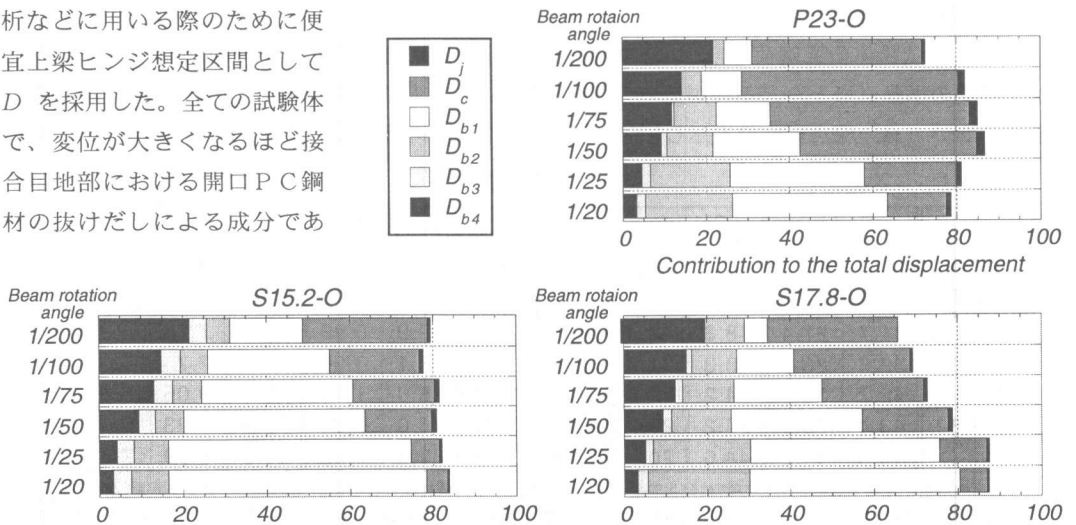 析などに用いる際のために便
宜上梁ヒンジ想定区間として
D を採用した。全ての試験体
で、変位が大きくなるほど接
合目地部における開口ＰＣ鋼
材の抜けだしによる成分であ
D_j
D_c
D_b1
D_b2
D_b3
D_b4
Beam rotaion
angle
P23-O
1/200
1/100
1/75
1/50
1/25
1/20
0 20 40 60 80 100
Contribution to the total displacement
Beam rotation
angle
S15.2-O
1/200
1/100
1/75
1/50
1/25
1/20
0 20 40 60 80 100
Beam rotaion
angle
S17.8-O
1/200
1/100
1/75
1/50
1/25
1/20
0 20 40 60 80 100